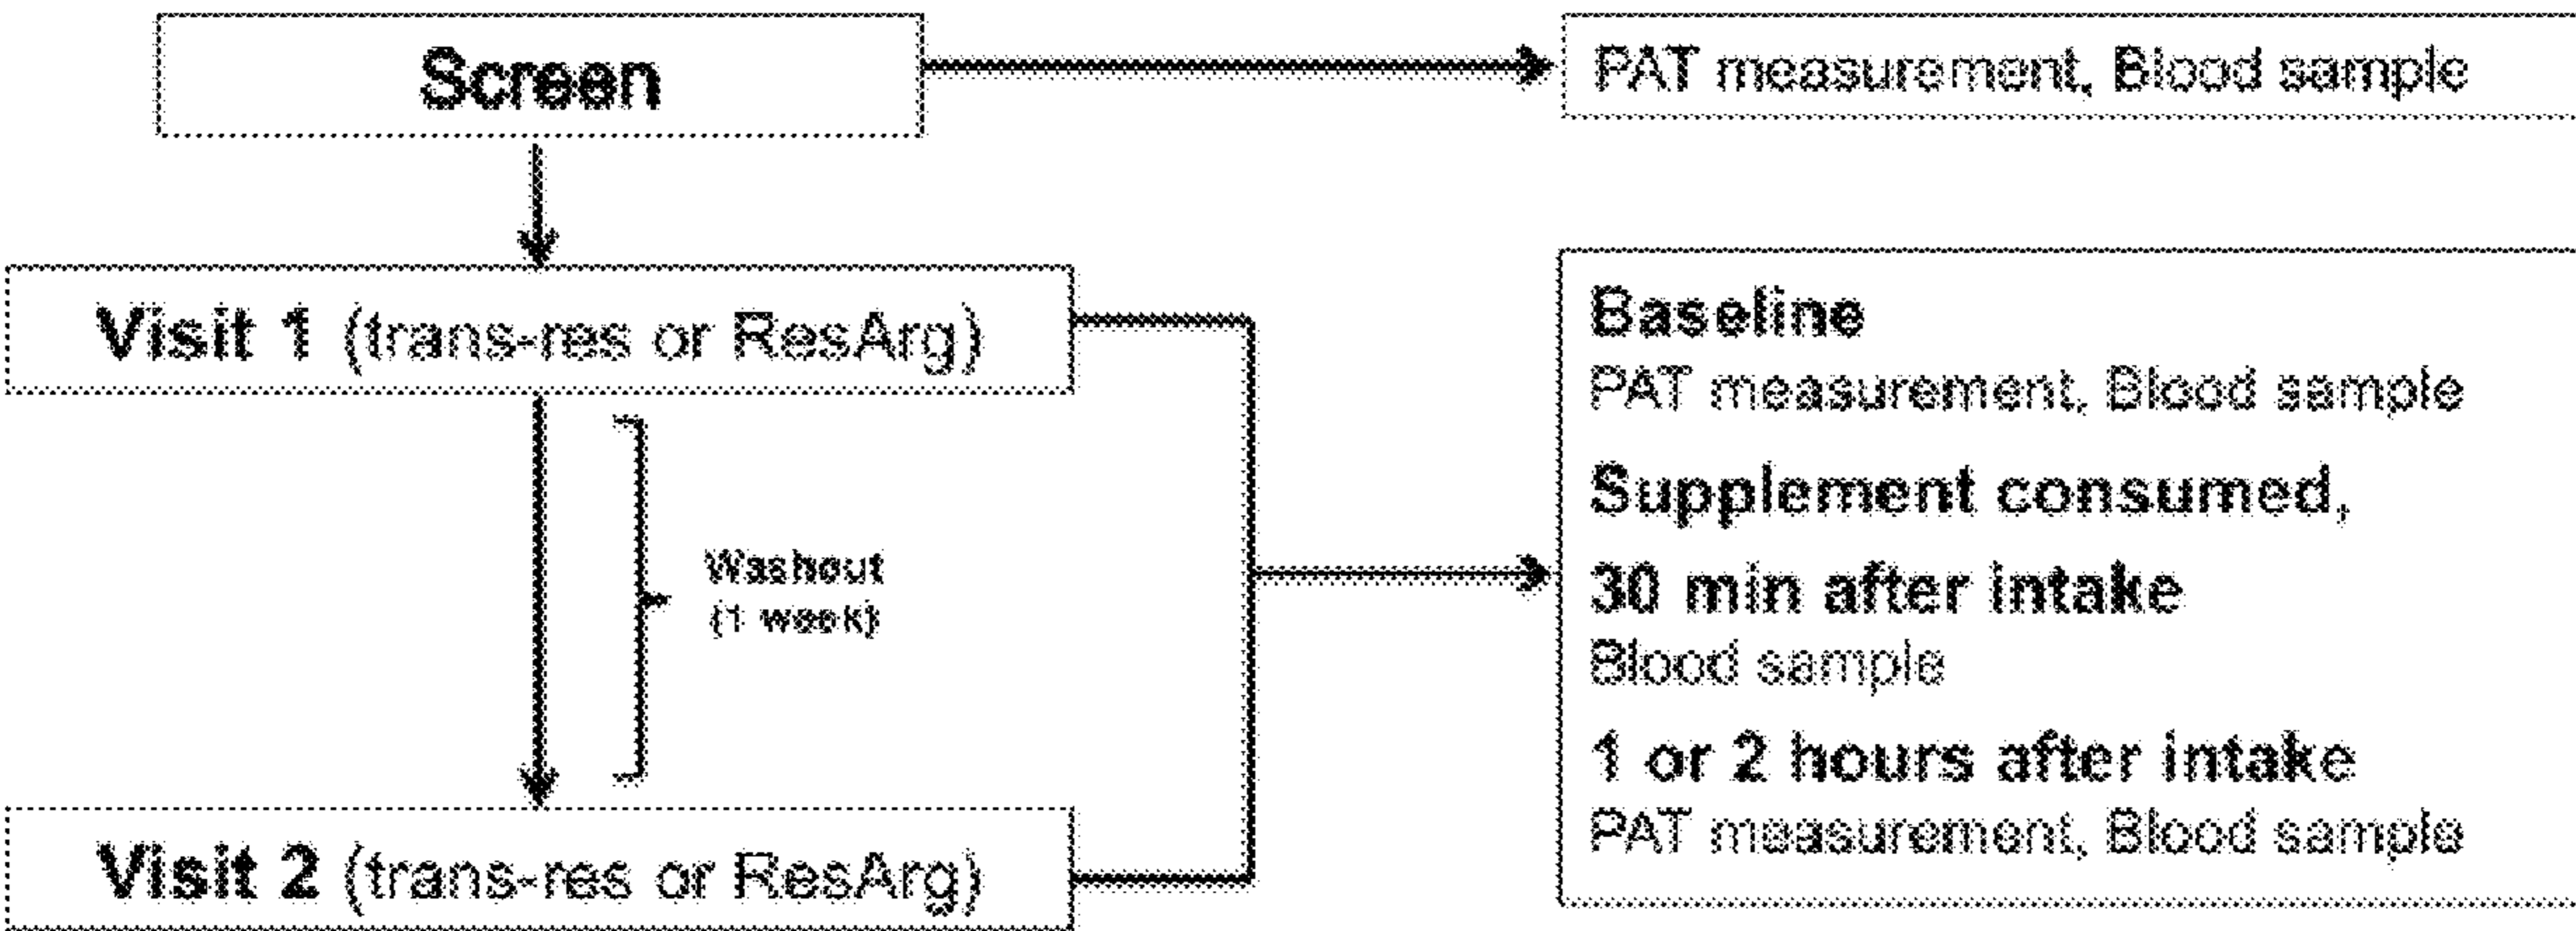 Screen
PAT measurement, Blood sample
Visit 1 (trans-res or ResArg)
Washout
(1 week)
Visit 2 (trans-res or ResArg)
Baseline
PAT measurement, Blood sample
Supplement consumed,
30 min after intake
Blood sample
1 or 2 hours after intake
PAT measurement, Blood sample